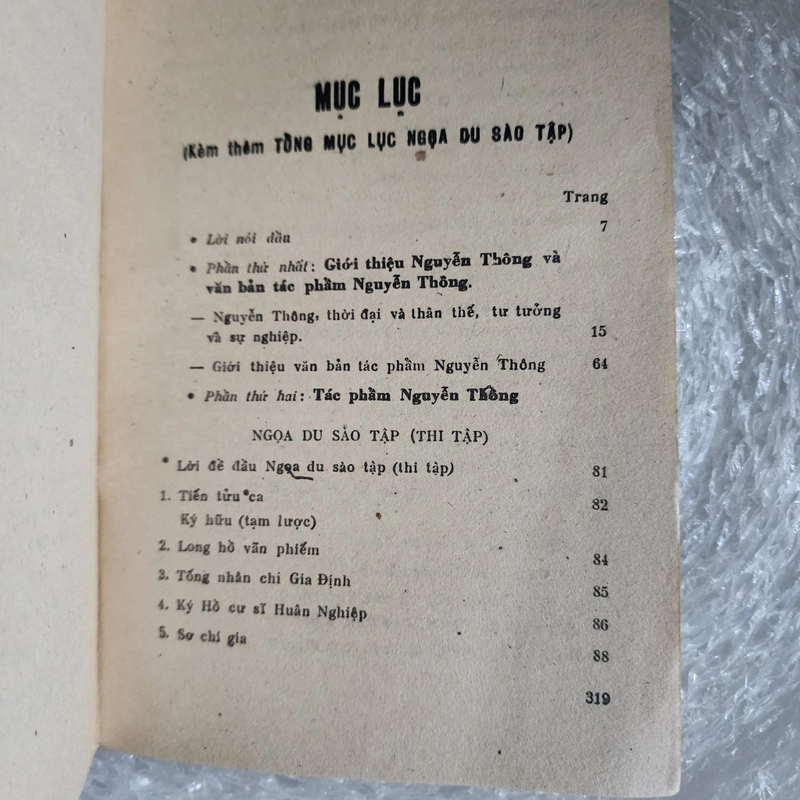 MỤC LỤC
(Kèm thêm TỔNG MỤC LỤC NGỌA DU SÀO TẬP)
Trang
• Lời nói đầu 7
• Phần thứ nhất: Giới thiệu Nguyễn Thông và
văn bản tác phẩm Nguyễn Thông.
— Nguyễn Thông, thời đại và thân thế, tư tưởng
và sự nghiệp. 15
— Giới thiệu văn bản tác phẩm Nguyễn Thông 64
• Phần thứ hai: Tác phẩm Nguyễn Thông
NGỌA DU SÀO TẬP (THI TẬP)
* Lời đề đầu Ngọa du sào tập (thi tập) 81
1. Tiến tửu ca 82
Ký hữu (tạm lược)
2. Long hồ vãn phiếm 84
3. Tống nhân chi Gia Định 85
4. Ký Hồ cư sĩ Huân Nghiệp 86
5. Sơ chí gia 88
319